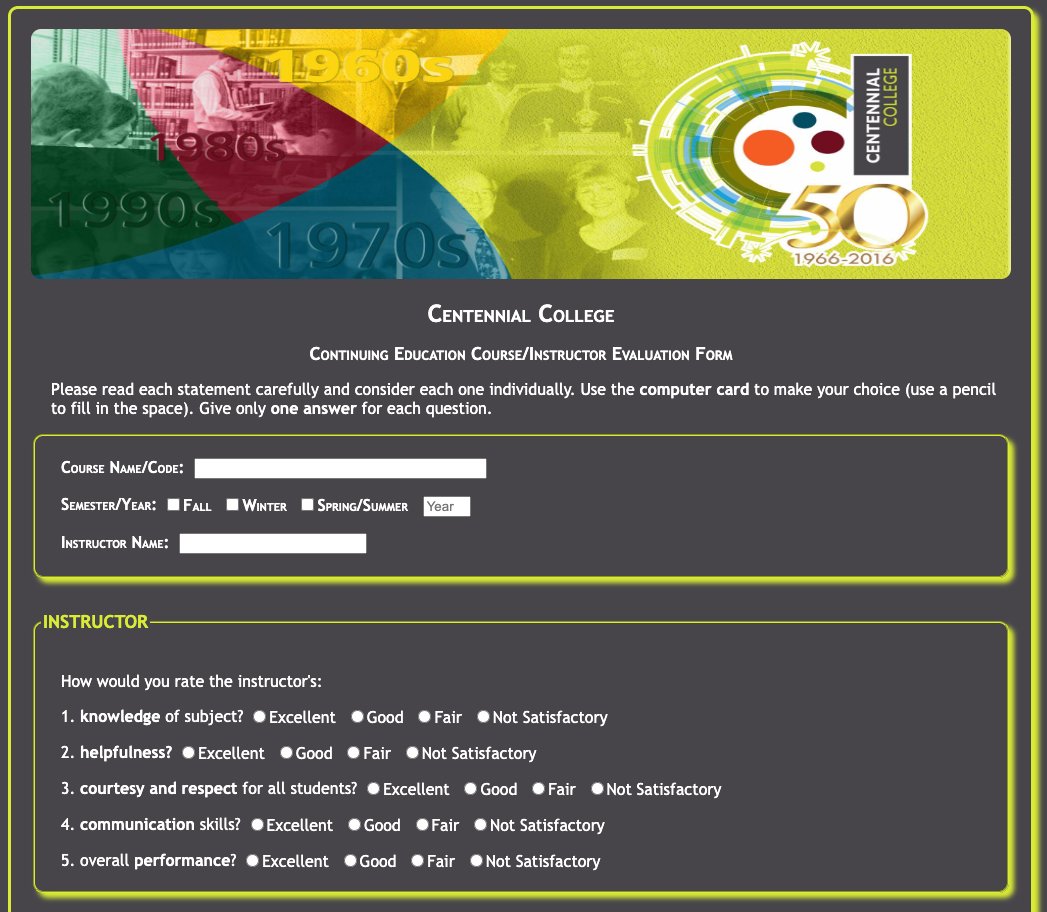 1960s
1980s
1990s
1970s
CENTENNIAL
COLLEGE
50
1966-2016
Centennial College
Continuing Education Course/Instructor Evaluation Form
Please read each statement carefully and consider each one individually. Use the computer card to make your choice (use a pencil
to fill in the space). Give only one answer for each question.
Course Name/Code:
Semester/Year: Fall Winter Spring/Summer Year
Instructor Name:
INSTRUCTOR
How would you rate the instructor's:
1. knowledge of subject? Excellent Good Fair Not Satisfactory
2. helpfulness? Excellent Good Fair Not Satisfactory
3. courtesy and respect for all students? Excellent Good Fair Not Satisfactory
4. communication skills? Excellent Good Fair Not Satisfactory
5. overall performance? Excellent Good Fair Not Satisfactory